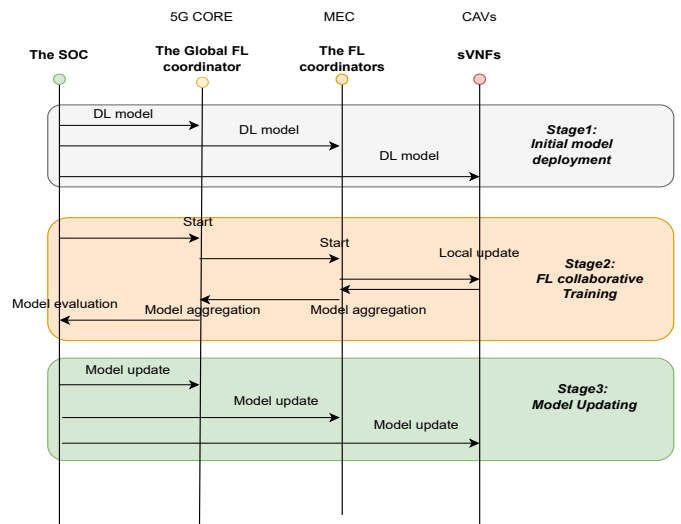 5G CORE
MEC
CAVs
The SOC
The Global FL
coordinator
The FL
coordinators
sVNFs
DL model
DL model
DL model
Stage1:
Initial model
deployment
Start
Start
Local update
Stage2:
FL collaborative
Training
Model evaluation
Model aggregation
Model aggregation
Model update
Model update
Model update
Stage3:
Model Updating